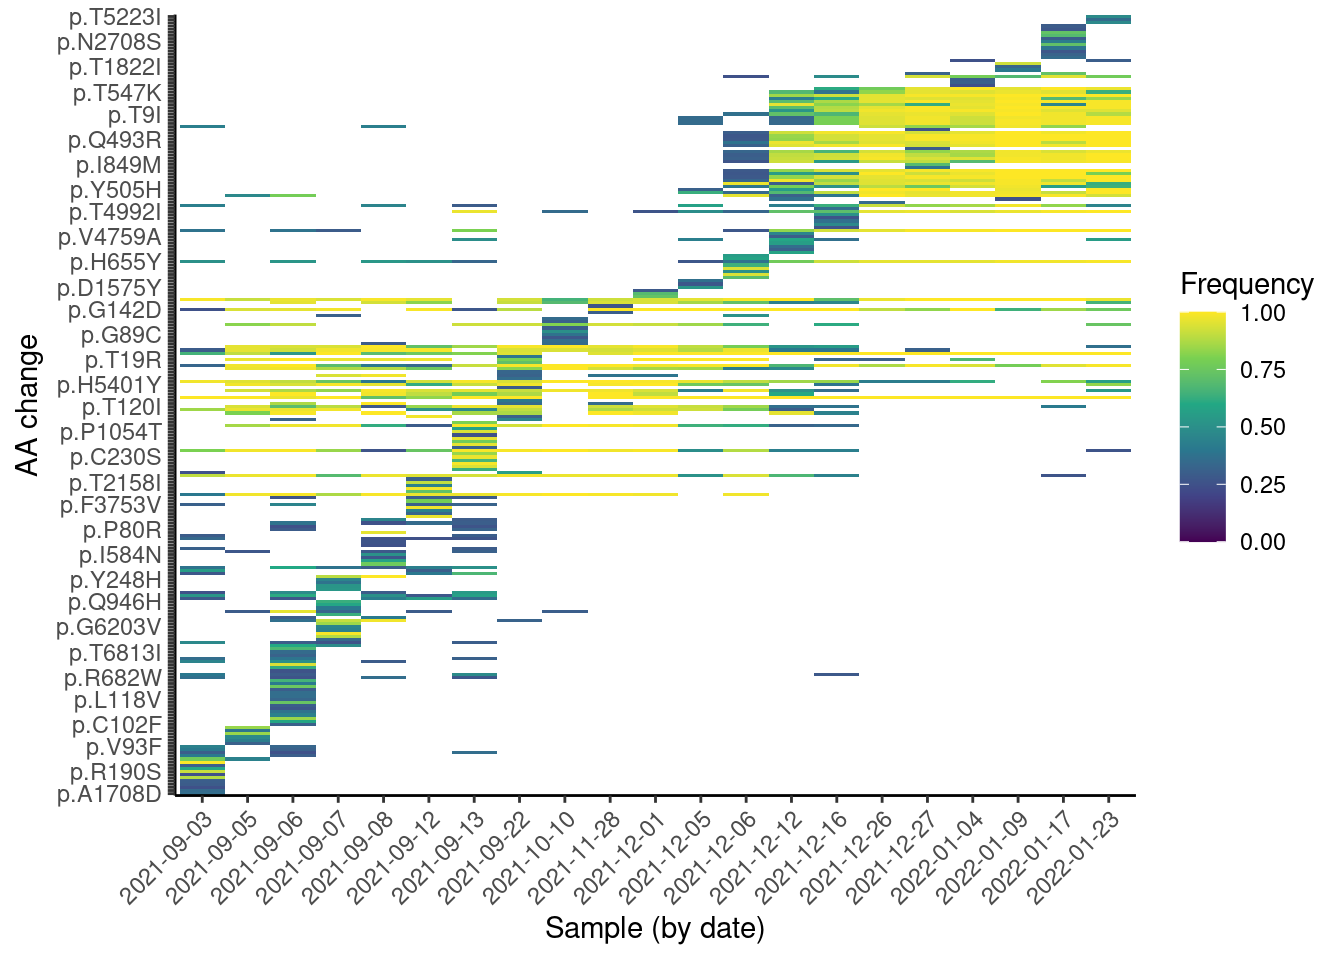 p.T5223I
p.N2708S
p.T1822I
p.T547K
p.T9I
p.Q493R
p.I849M
p.Y505H
p.T4992I
p.V4759A
p.H655Y
p.D1575Y
p.G142D
p.G89C
p.T19R
p.H5401Y
p.T120I
p.P1054T
p.C230S
p.T2158I
p.F3753V
p.P80R
p.I584N
p.Y248H
p.Q946H
p.G6203V
p.T6813I
p.R682W
p.L118V
p.C102F
p.V93F
p.R190S
p.A1708D
AA change
2021-09-03
2021-09-05
2021-09-06
2021-09-07
2021-09-08
2021-09-12
2021-09-13
2021-09-22
2021-10-10
2021-11-28
2021-12-01
2021-12-05
2021-12-06
2021-12-12
2021-12-16
2021-12-26
2021-12-27
2022-01-04
2022-01-09
2022-01-17
2022-01-23
Sample (by date)
Frequency
1.00
0.75
0.50
0.25
0.00